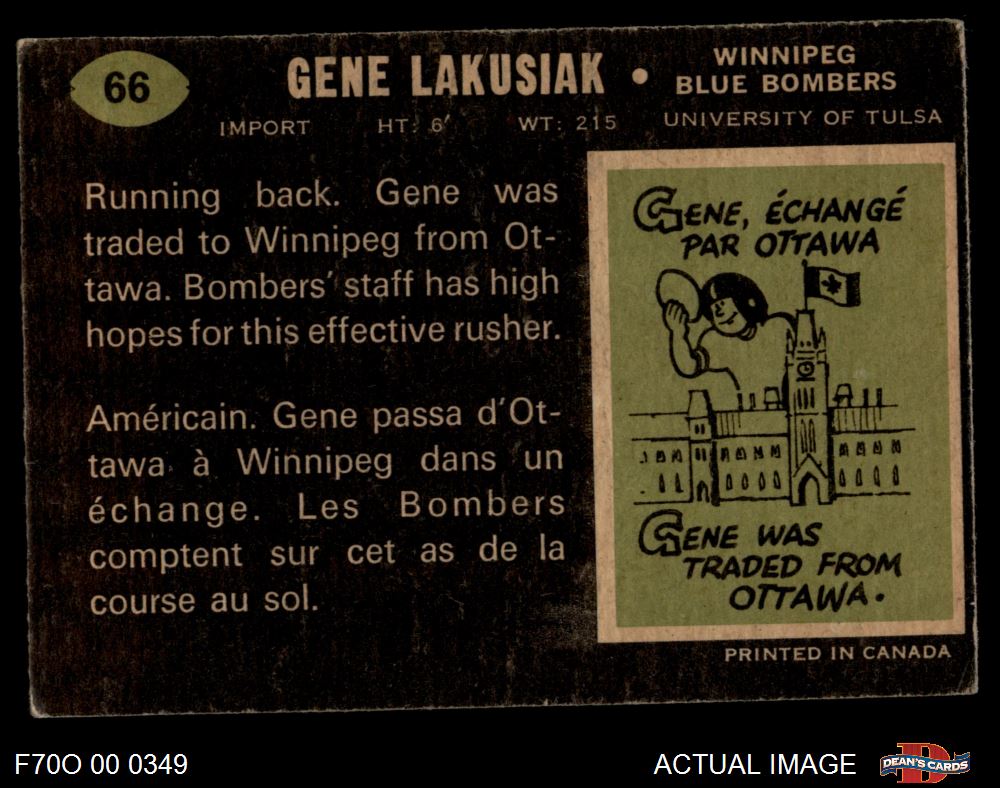 66
GENE LAKUSIAK •
WINNIPEG
BLUE BOMBERS
IMPORT HT: 6′ WT: 215 UNIVERSITY OF TULSA
Running back. Gene was
traded to Winnipeg from Ot-
tawa. Bombers' staff has high
hopes for this effective rusher.
Américain. Gene passa d'Ot-
tawa à Winnipeg dans un
échange. Les Bombers
comptent sur cet as de la
course au sol.
GENE, ÉCHANGÉ
PAR OTTAWA
GENE WAS
TRADED FROM
OTTAWA.
PRINTED IN CANADA
F70O 00 0349
ACTUAL IMAGE
DEAN'S CARDS